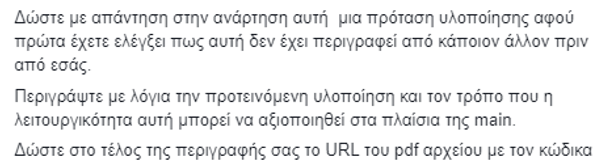 Δώστε με απάντηση στην ανάρτηση αυτή μια πρόταση υλοποίησης αφού
πρώτα έχετε ελέγξει πως αυτή δεν έχει περιγραφεί από κάποιον άλλον πριν
από εσάς.
Περιγράψτε με λόγια την προτεινόμενη υλοποίηση και τον τρόπο που η
λειτουργικότητα αυτή μπορεί να αξιοποιηθεί στα πλαίσια της main.
Δώστε στο τέλος της περιγραφής σας το URL του pdf αρχείου με τον κώδικα